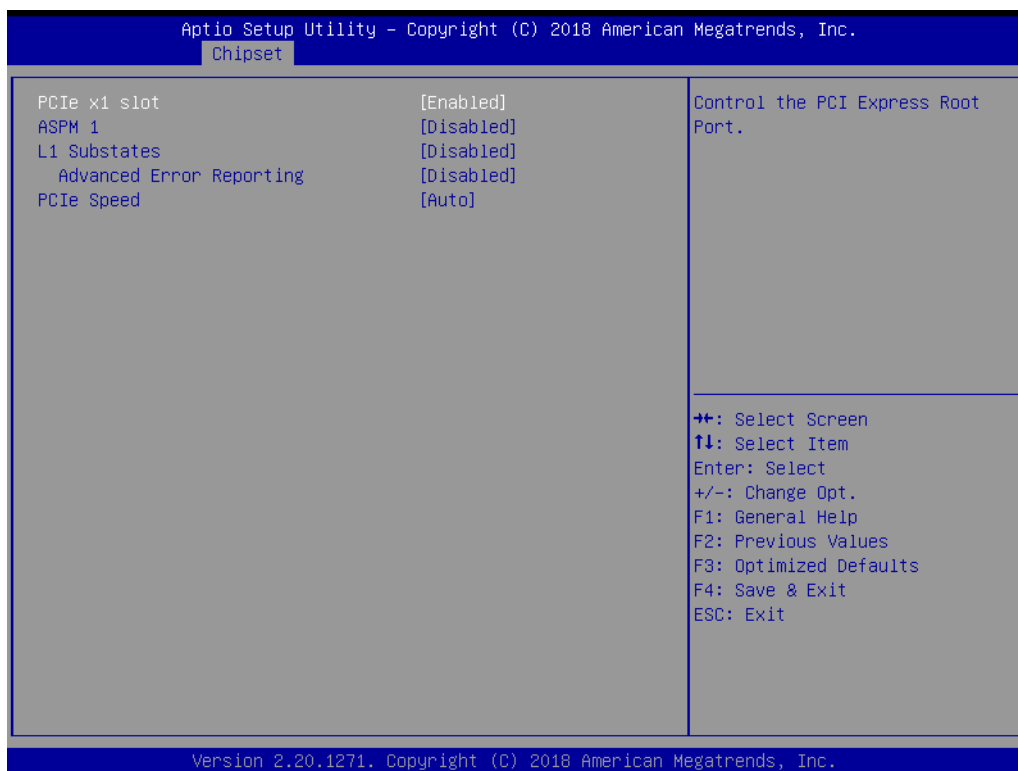 Aptio Setup Utility – Copyright (C) 2018 American Megatrends, Inc.
Chipset
PCIe x1 slot [Enabled]
ASPM 1 [Disabled]
L1 Substates [Disabled]
Advanced Error Reporting [Disabled]
PCIe Speed [Auto]
Control the PCI Express Root
Port.
→←: Select Screen
↑↓: Select Item
Enter: Select
+/-: Change Opt.
F1: General Help
F2: Previous Values
F3: Optimized Defaults
F4: Save & Exit
ESC: Exit
Version 2.20.1271. Copyright (C) 2018 American Megatrends, Inc.